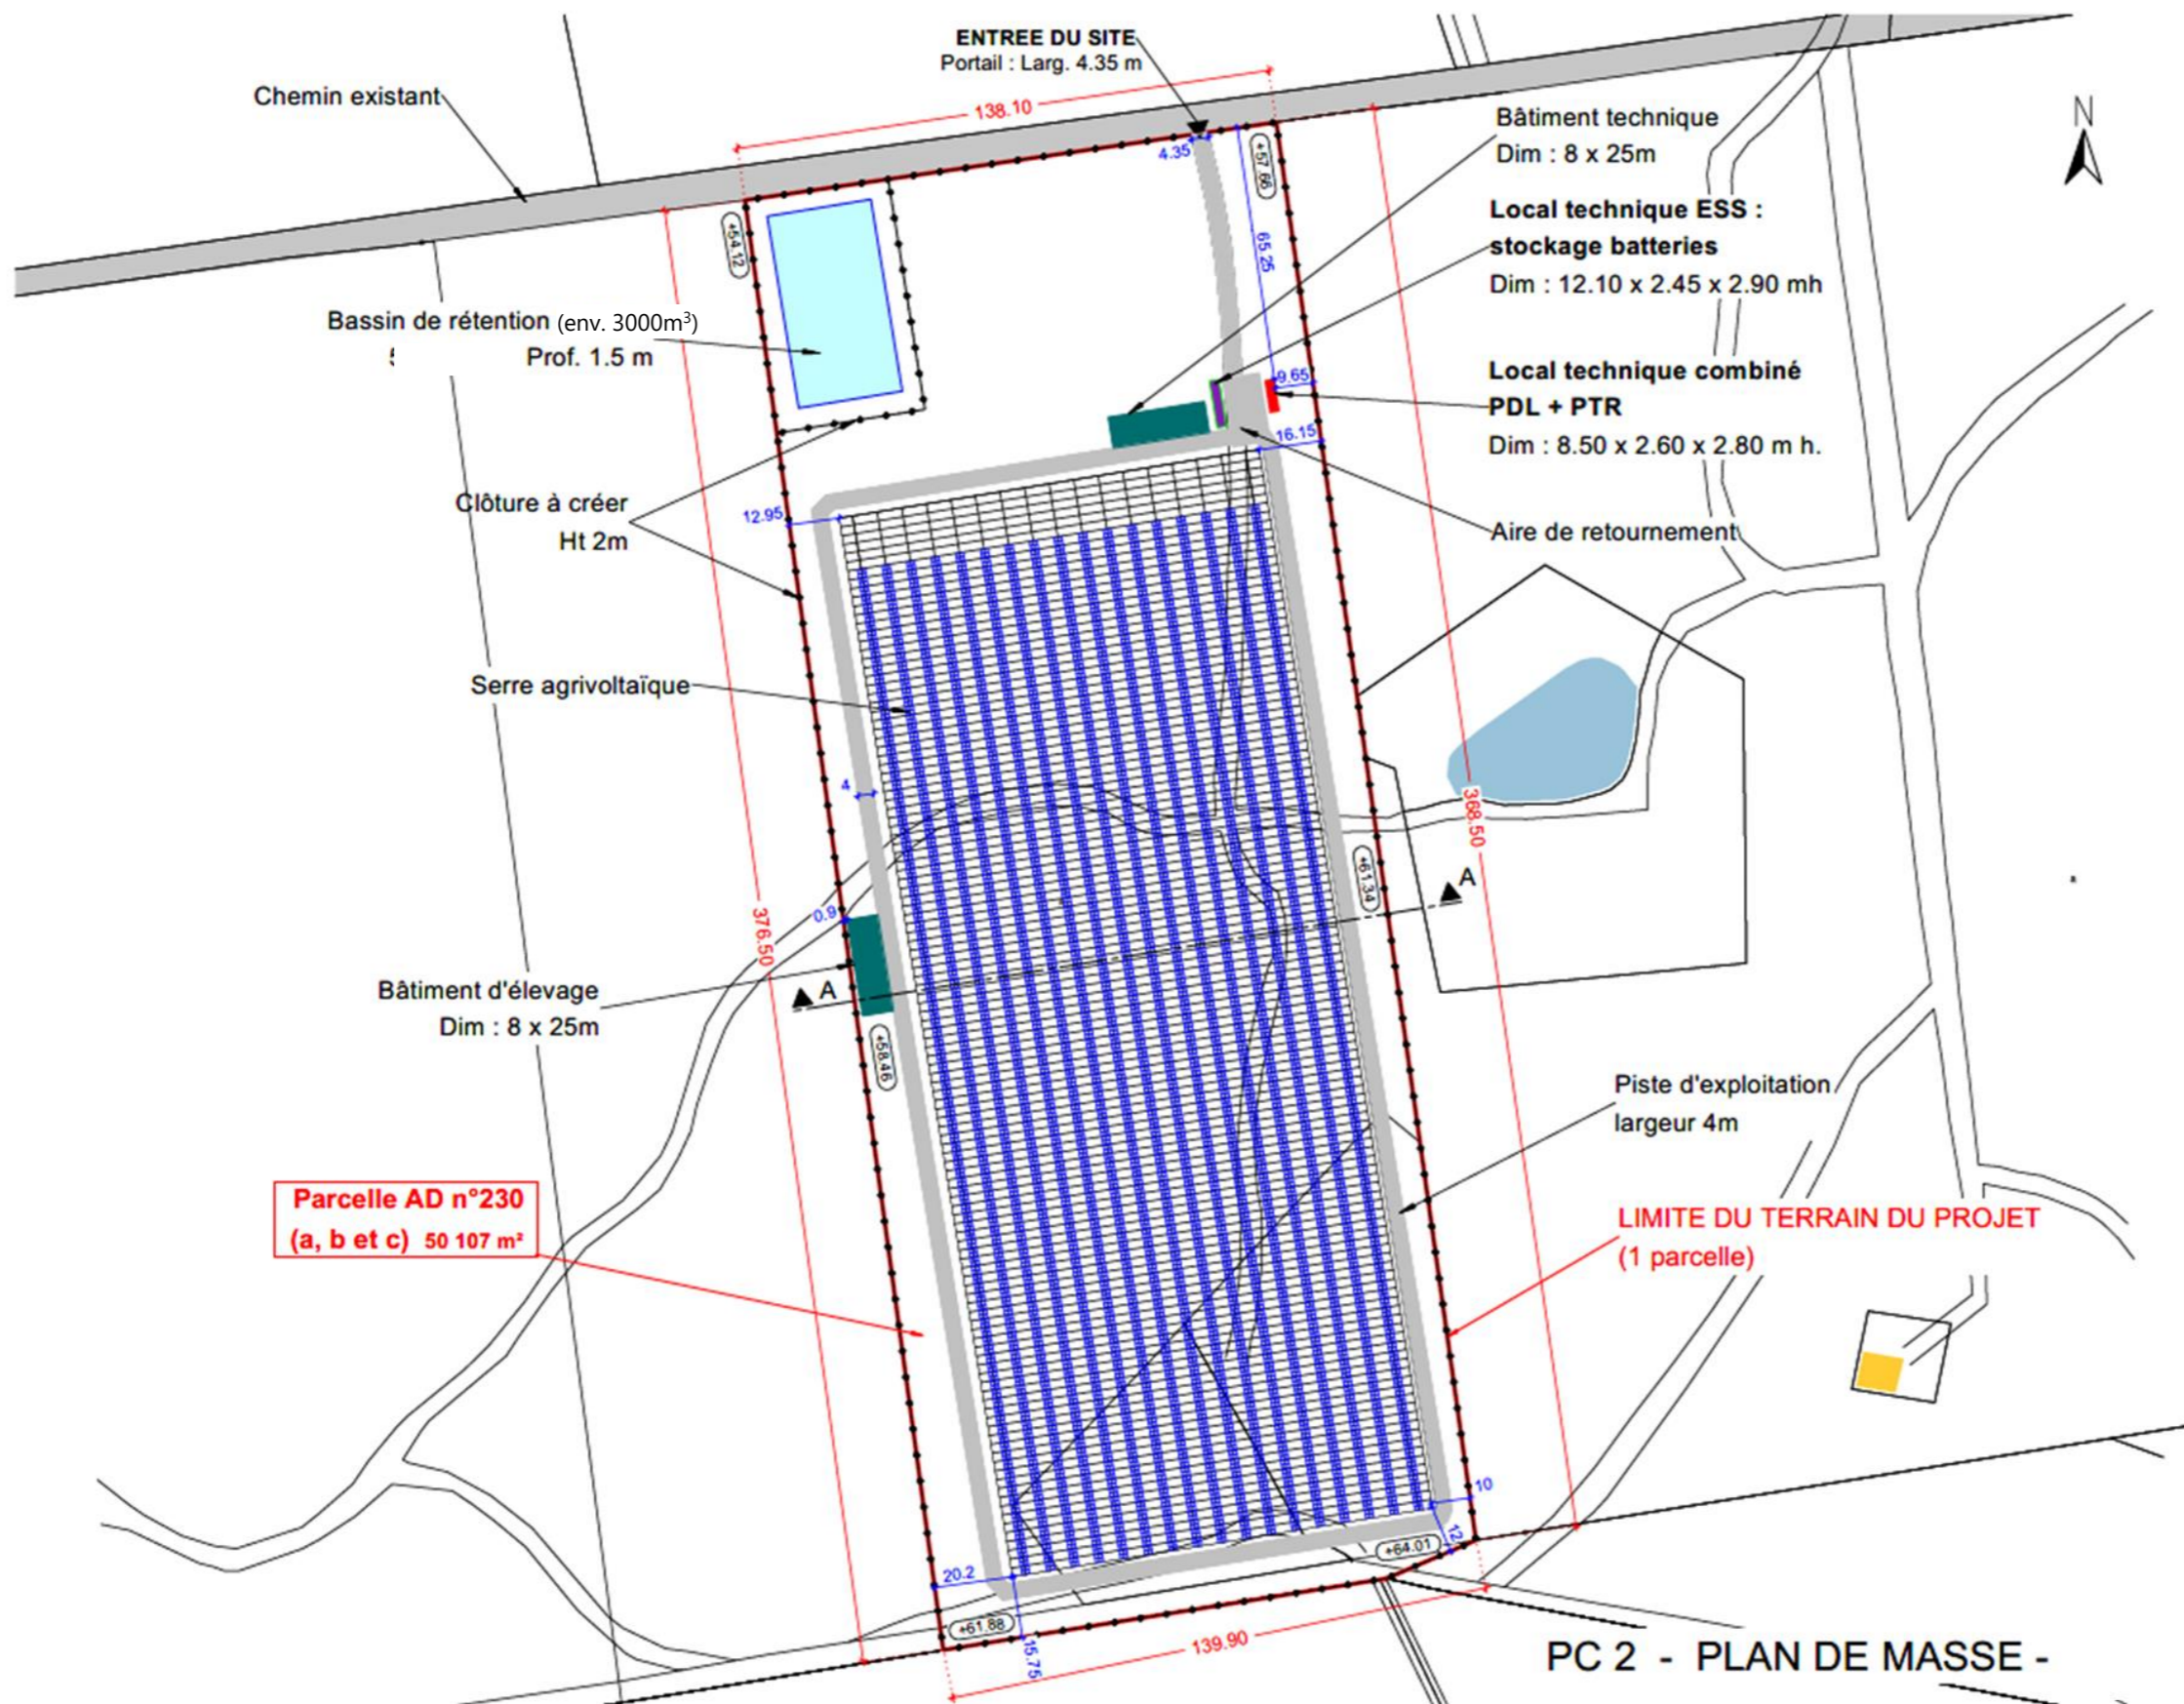 ENTREE DU SITE
Portail : Larg. 4.35 m
N
Chemin existant
138.10
Bâtiment technique
Dim : 8 x 25m
4.35
+57.66
Local technique ESS :
stockage batteries
Dim : 12.10 x 2.45 x 2.90 mh
+54.12
65.25
Bassin de rétention (env. 3000m³)
Prof. 1.5 m
Local technique combiné
PDL + PTR
Dim : 8.50 x 2.60 x 2.80 m h.
9.65
16.15
Clôture à créer
Ht 2m
12.95
Aire de retournement
Serre agrivoltaïque
4
368.50
+61.34
A
0.9
376.50
Bâtiment d'élevage
Dim : 8 x 25m
A
+58.46
Piste d'exploitation
largeur 4m
Parcelle AD n°230
(a, b et c) 50 107 m²
LIMITE DU TERRAIN DU PROJET
(1 parcelle)
10
12
+64.01
20.2
+61.88
15.75
139.90
PC 2 - PLAN DE MASSE -